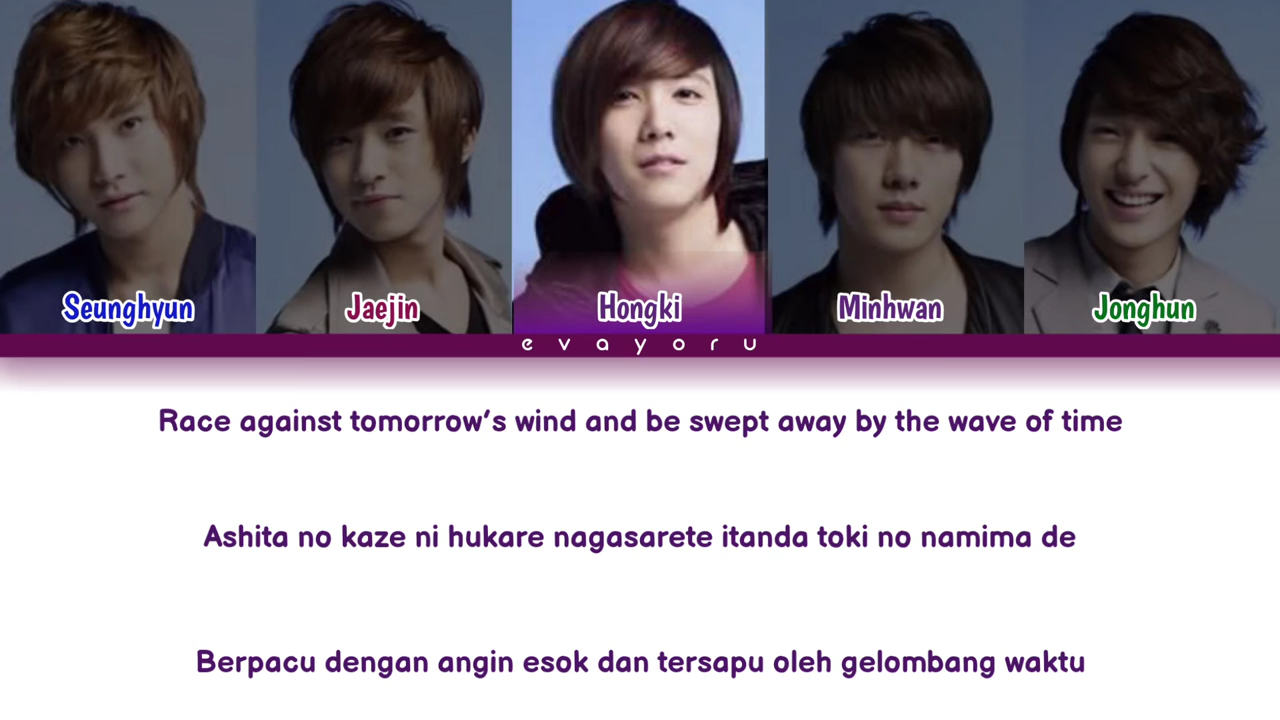 Seunghyun Jaejin Hongki Minhwan Jonghun
evayoru
Race against tomorrow's wind and be swept away by the wave of time
Ashita no kaze ni hukare nagasarete itanda toki no namima de
Berpacu dengan angin esok dan tersapu oleh gelombang waktu